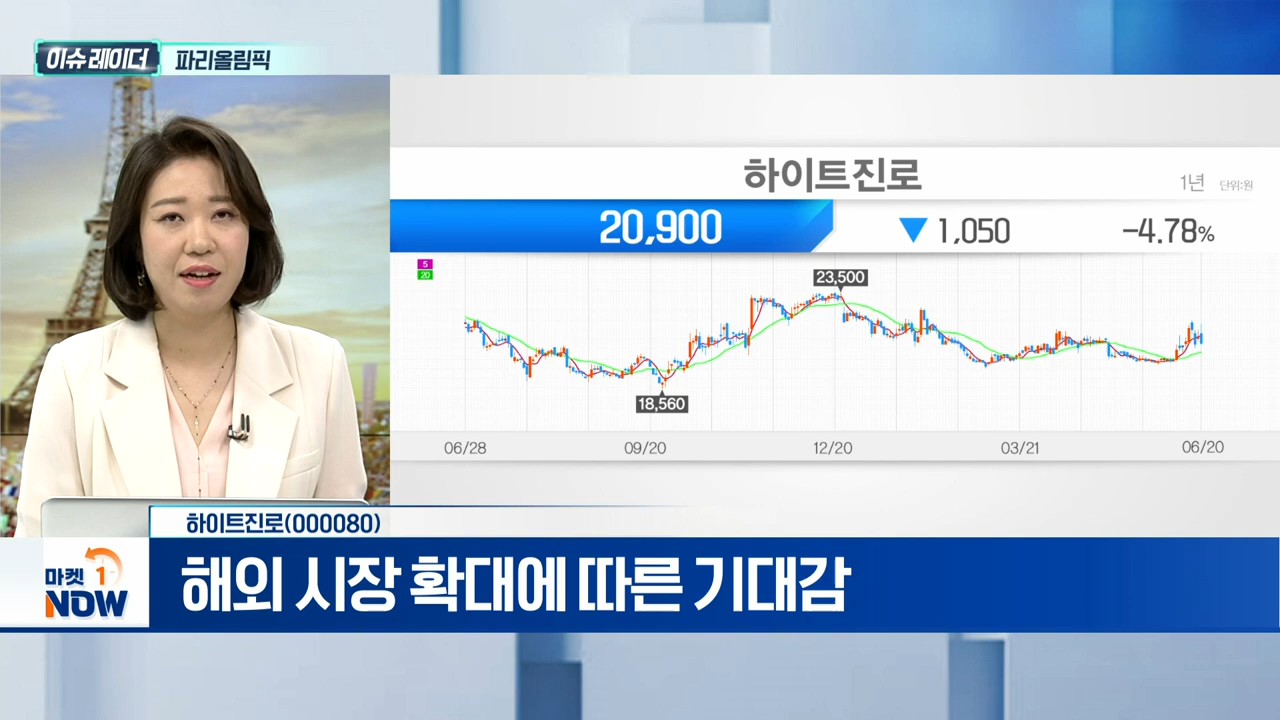 이슈 레이더 파리올림픽
하이트진로
1년 단위:원
20,900 ▼ 1,050 -4.78%
5
20
23,500
18,560
06/28 09/20 12/20 03/21 06/20
하이트진로(000080)
마켓 1
NOW
해외 시장 확대에 따른 기대감